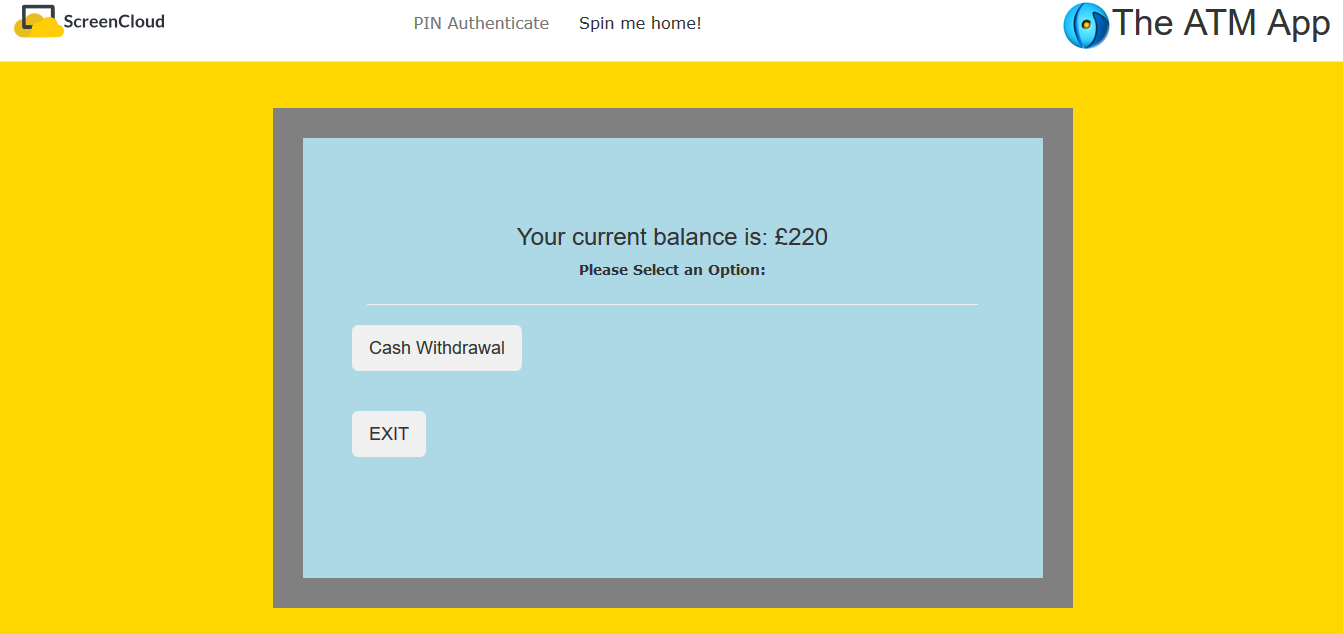 ScreenCloud
PIN Authenticate
Spin me home!
The ATM App
Your current balance is: £220
Please Select an Option:
Cash Withdrawal
EXIT